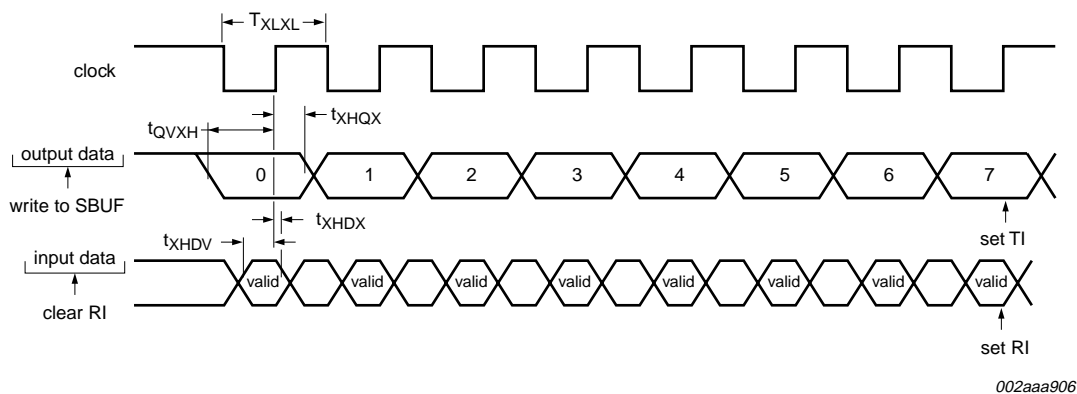 TXLXL
clock
tXHQX
tQVXH
output data
0 1 2 3 4 5 6 7
write to SBUF
tXHDX
set TI
tXHDV
input data
valid valid valid valid valid valid valid valid
clear RI
set RI
002aaa906